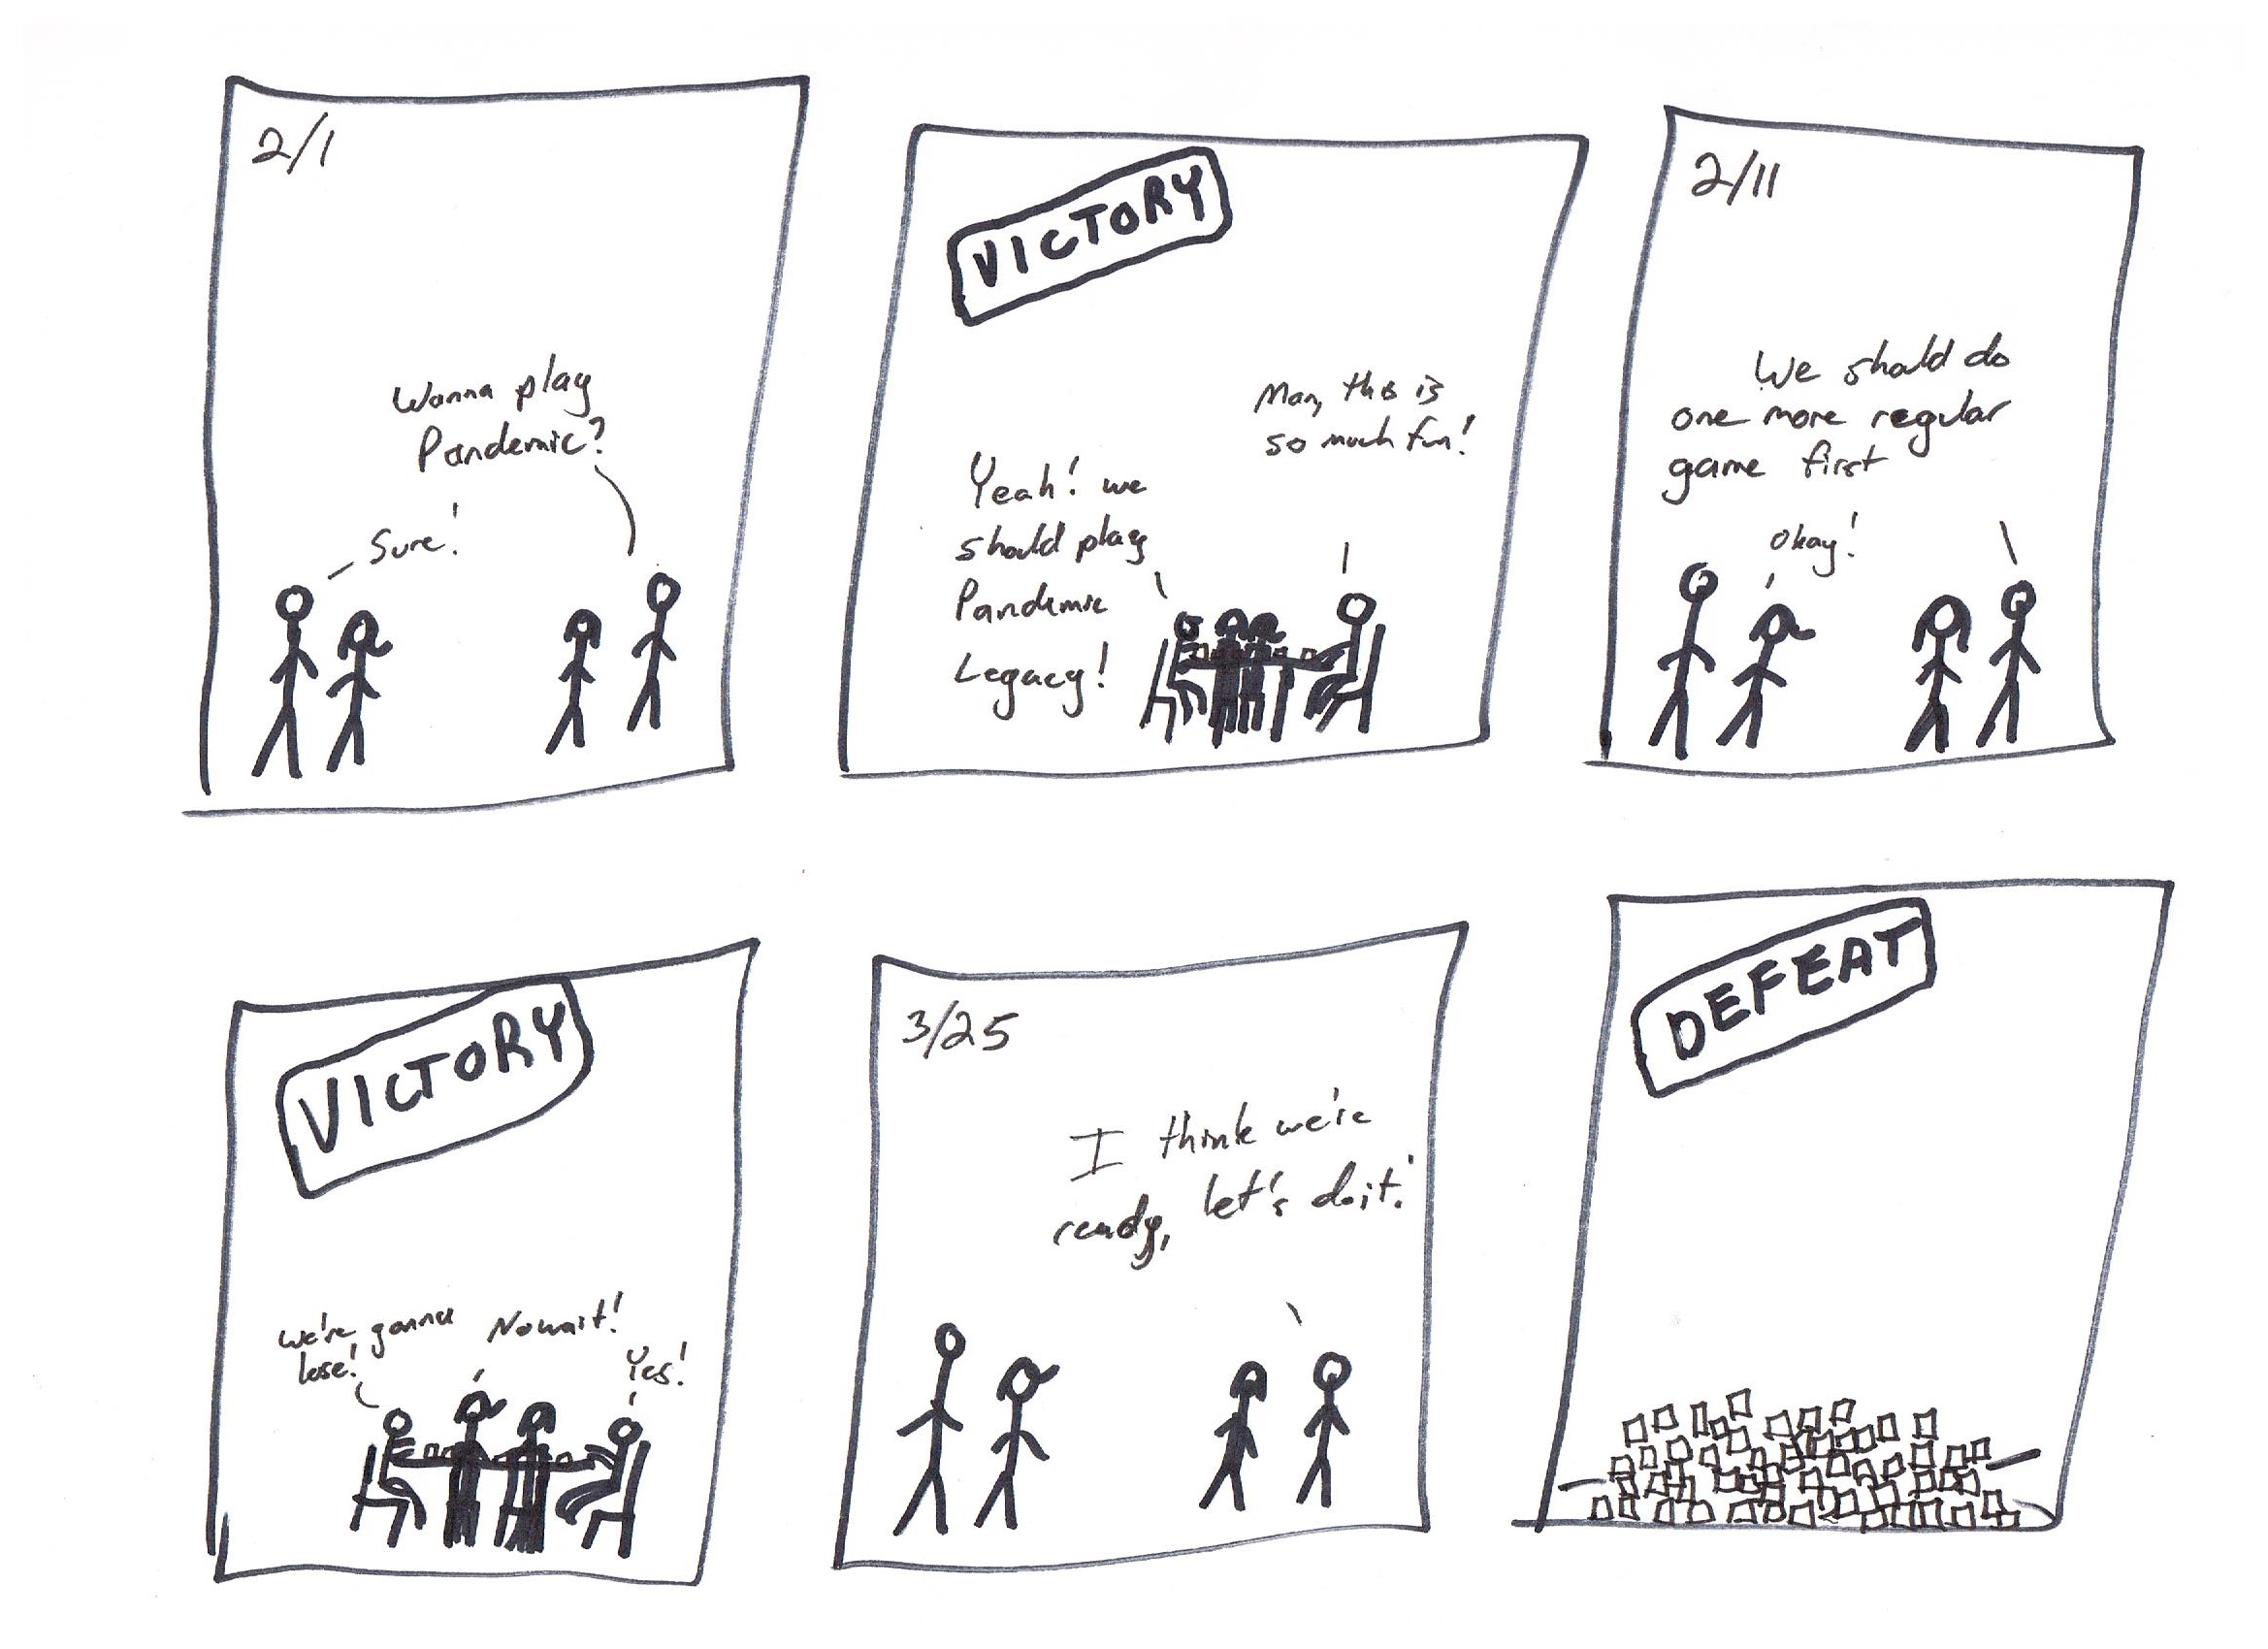 2/1
Wanna play
Pandemic?
Sure!
VICTORY
Man, this is
so much fun!
Yeah! we
should play
Pandemic
Legacy!
2/11
We should do
one more regular
game first
Okay!
VICTORY
We're gonna
lose!
No wait!
Yes!
3/25
I think we're
ready, let's do it!
DEFEAT